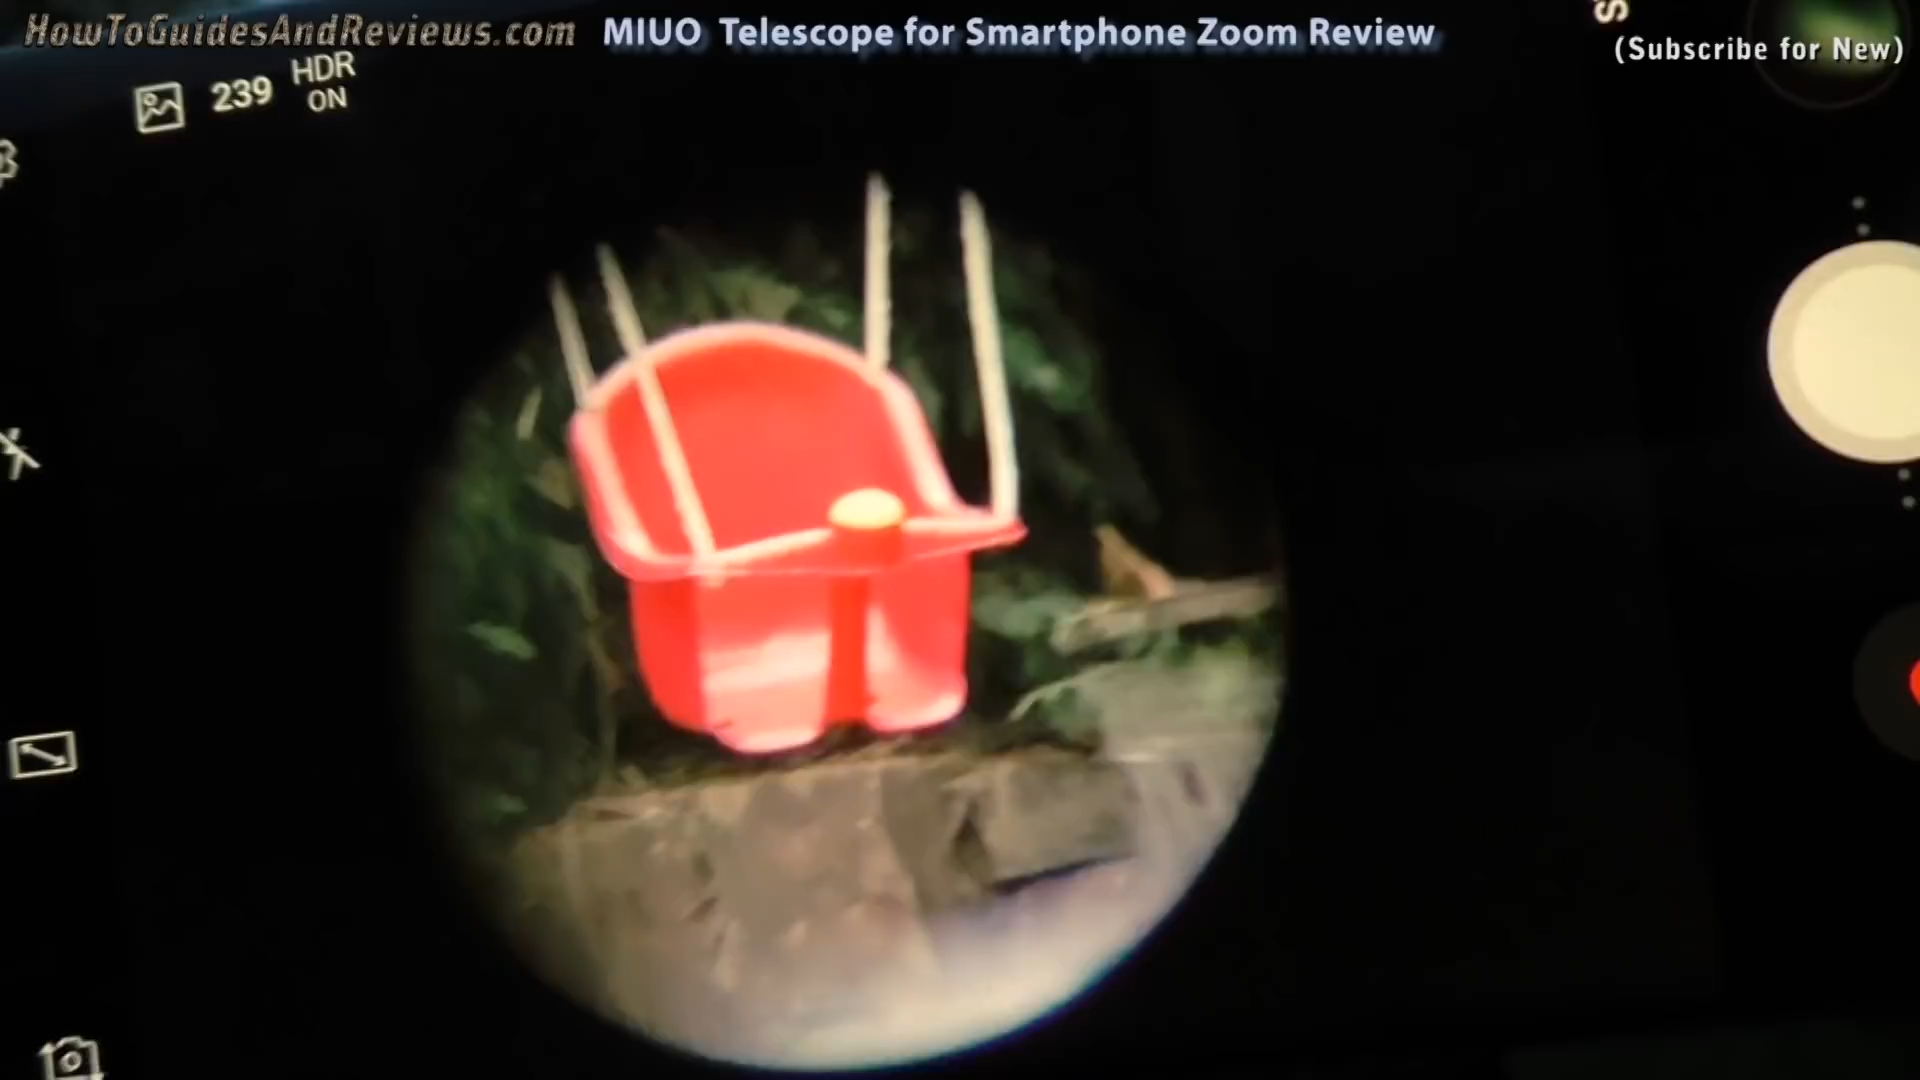 HowToGuidesAndReviews.com MIUO Telescope for Smartphone Zoom Review
(Subscribe for New)
239 HDR
ON